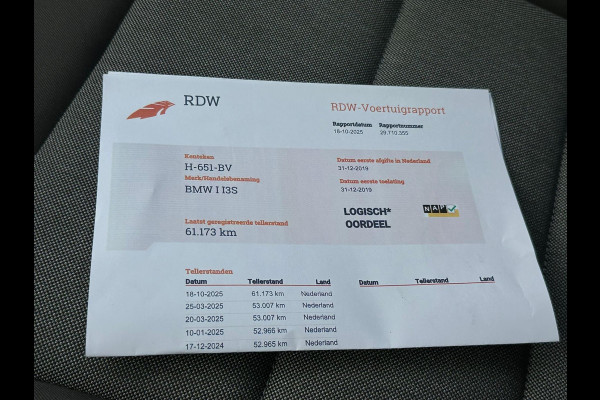 RDW
RDW-Voertuigrapport
Rapportdatum Rapportnummer
18-10-2025 39.710.355
Kenteken
H-651-BV
Merk/Handelsbenaming
BMW I I3S
Datum eerste afgifte in Nederland
31-12-2019
Datum eerste toelating
31-12-2019
Laatst geregistreerde tellerstand
61.173 km
LOGISCH*
OORDEEL
NAP
Tellerstanden
Datum Tellerstand Land Datum Tellerstand Land
18-10-2025 61.173 km Nederland
25-03-2025 53.007 km Nederland
20-03-2025 53.007 km Nederland
10-01-2025 52.966 km Nederland
17-12-2024 52.965 km Nederland